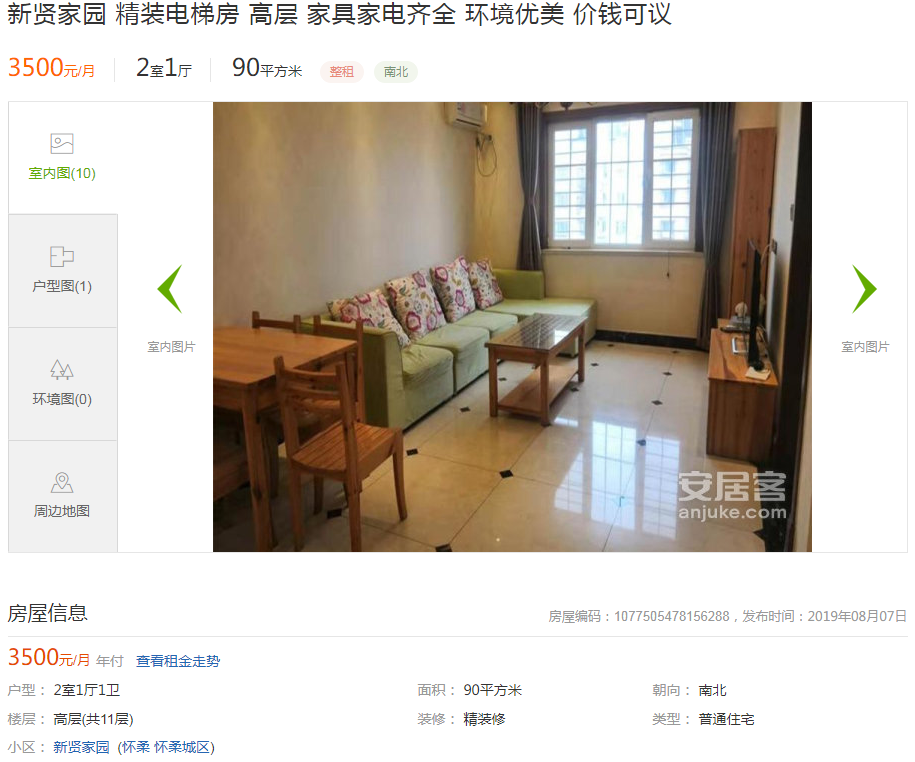 新贤家园 精装电梯房 高层 家具家电齐全 环境优美 价钱可议
3500元/月 2室1厅 90平方米 整租 南北
室内图(10)
户型图(1)
环境图(0)
周边地图
室内图片
室内图片
安居客
anjuke.com
房屋信息
房屋编码：1077505478156288，发布时间：2019年08月07日
3500元/月 年付 查看租金走势
户型： 2室1厅1卫 面积： 90平方米 朝向： 南北
楼层： 高层(共11层) 装修： 精装修 类型： 普通住宅
小区： 新贤家园 (怀柔 怀柔城区)